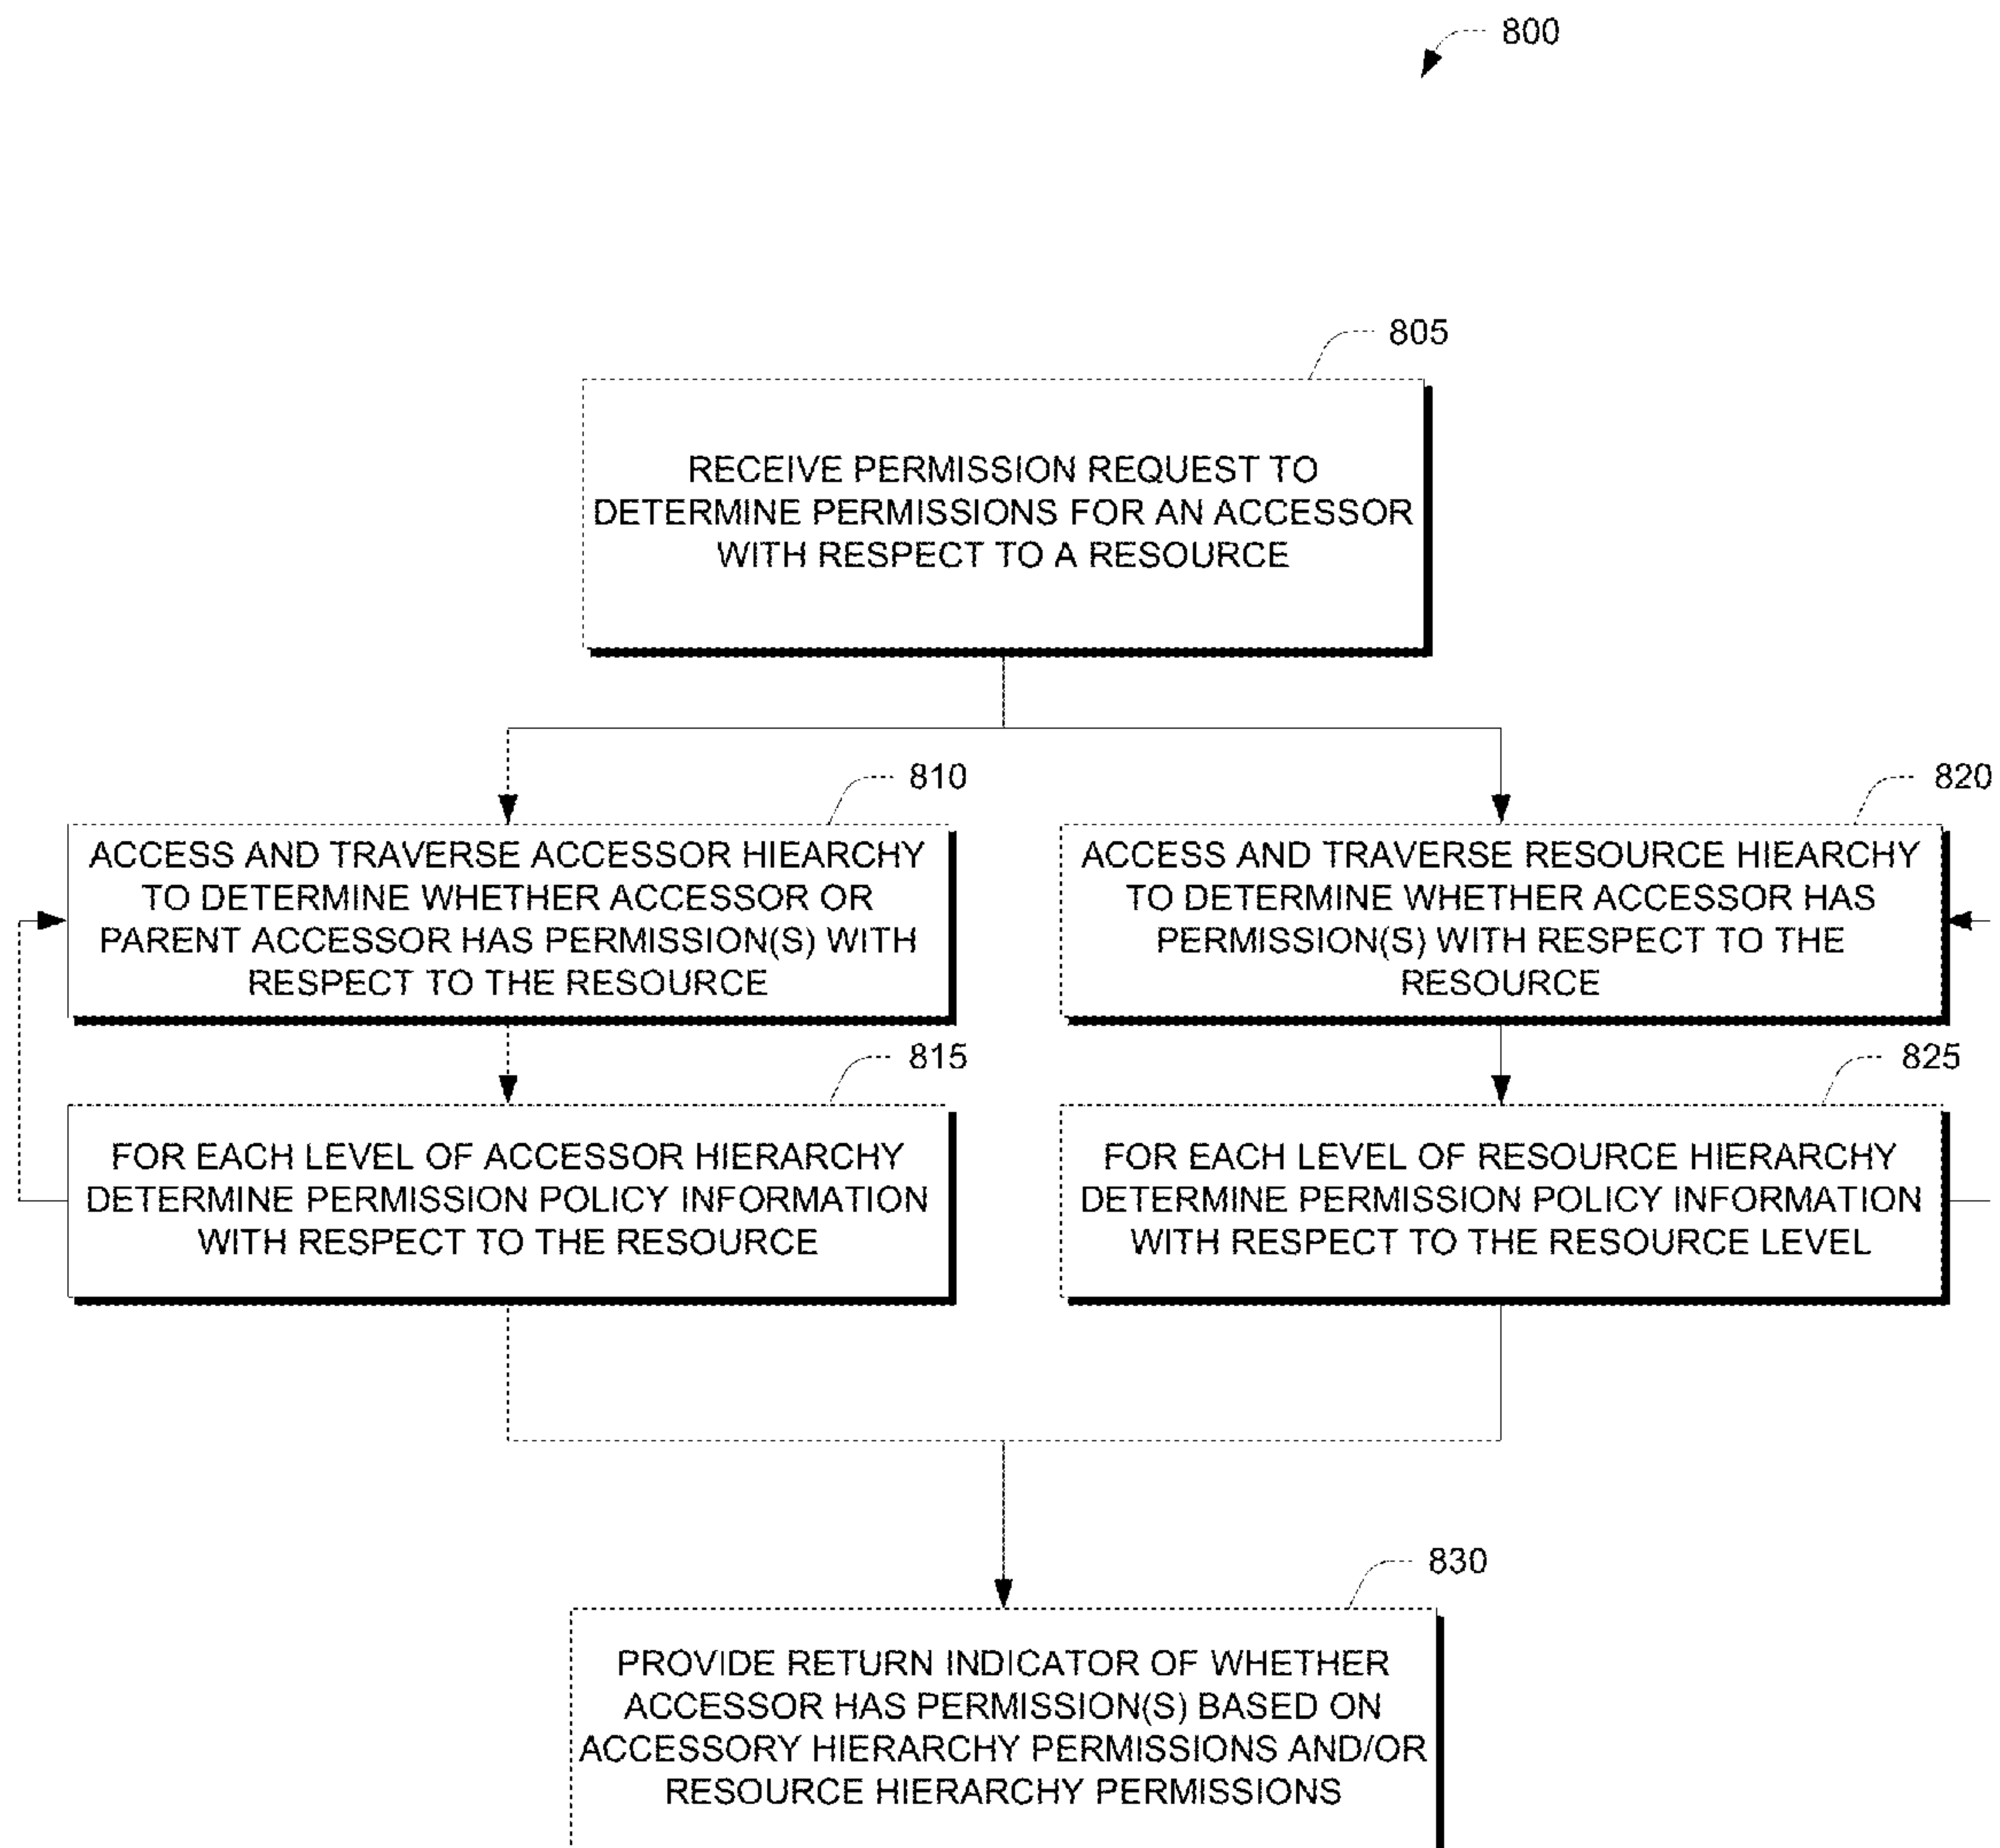 800
805
RECEIVE PERMISSION REQUEST TO
DETERMINE PERMISSIONS FOR AN ACCESSOR
WITH RESPECT TO A RESOURCE
810
ACCESS AND TRAVERSE ACCESSOR HIEARCHY
TO DETERMINE WHETHER ACCESSOR OR
PARENT ACCESSOR HAS PERMISSION(S) WITH
RESPECT TO THE RESOURCE
820
ACCESS AND TRAVERSE RESOURCE HIEARCHY
TO DETERMINE WHETHER ACCESSOR HAS
PERMISSION(S) WITH RESPECT TO THE
RESOURCE
815
FOR EACH LEVEL OF ACCESSOR HIERARCHY
DETERMINE PERMISSION POLICY INFORMATION
WITH RESPECT TO THE RESOURCE
825
FOR EACH LEVEL OF RESOURCE HIERARCHY
DETERMINE PERMISSION POLICY INFORMATION
WITH RESPECT TO THE RESOURCE LEVEL
830
PROVIDE RETURN INDICATOR OF WHETHER
ACCESSOR HAS PERMISSION(S) BASED ON
ACCESSORY HIERARCHY PERMISSIONS AND/OR
RESOURCE HIERARCHY PERMISSIONS